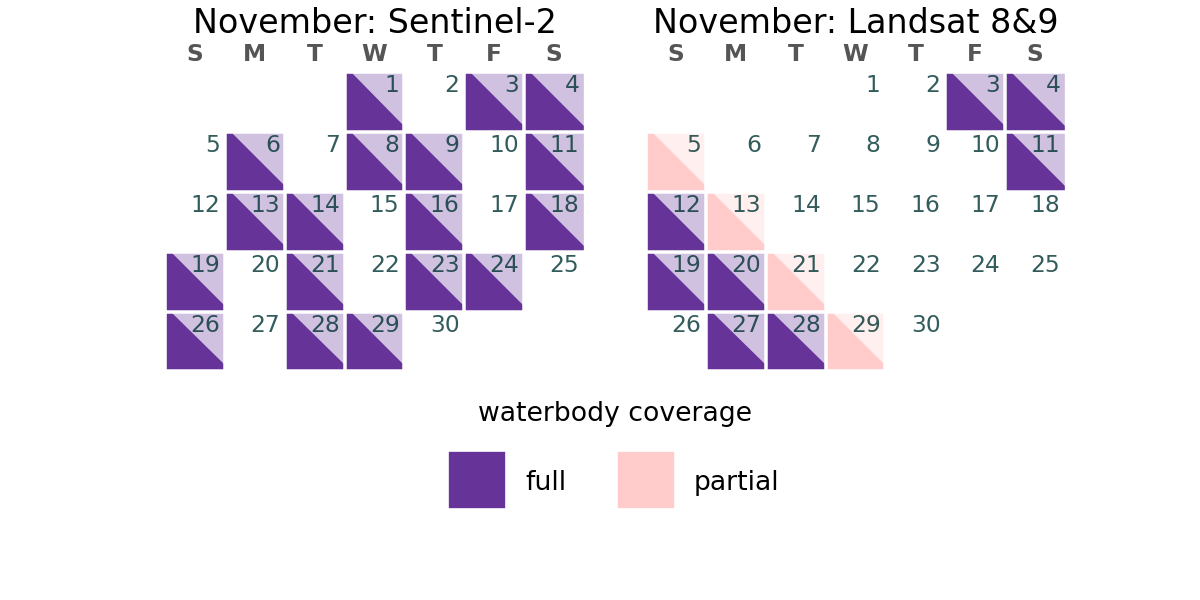 November: Sentinel-2
S M T W T F S
1 2 3 4
5 6 7 8 9 10 11
12 13 14 15 16 17 18
19 20 21 22 23 24 25
26 27 28 29 30
November: Landsat 8&9
S M T W T F S
1 2 3 4
5 6 7 8 9 10 11
12 13 14 15 16 17 18
19 20 21 22 23 24 25
26 27 28 29 30
waterbody coverage
full partial